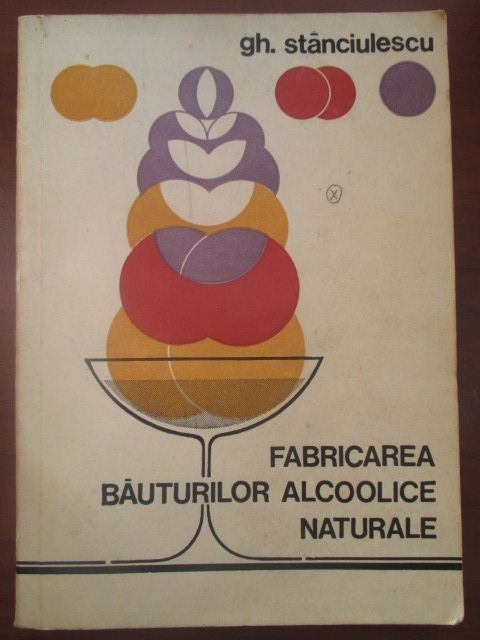 gh. stănciulescu
x
FABRICAREA
BĂUTURILOR ALCOOLICE
NATURALE